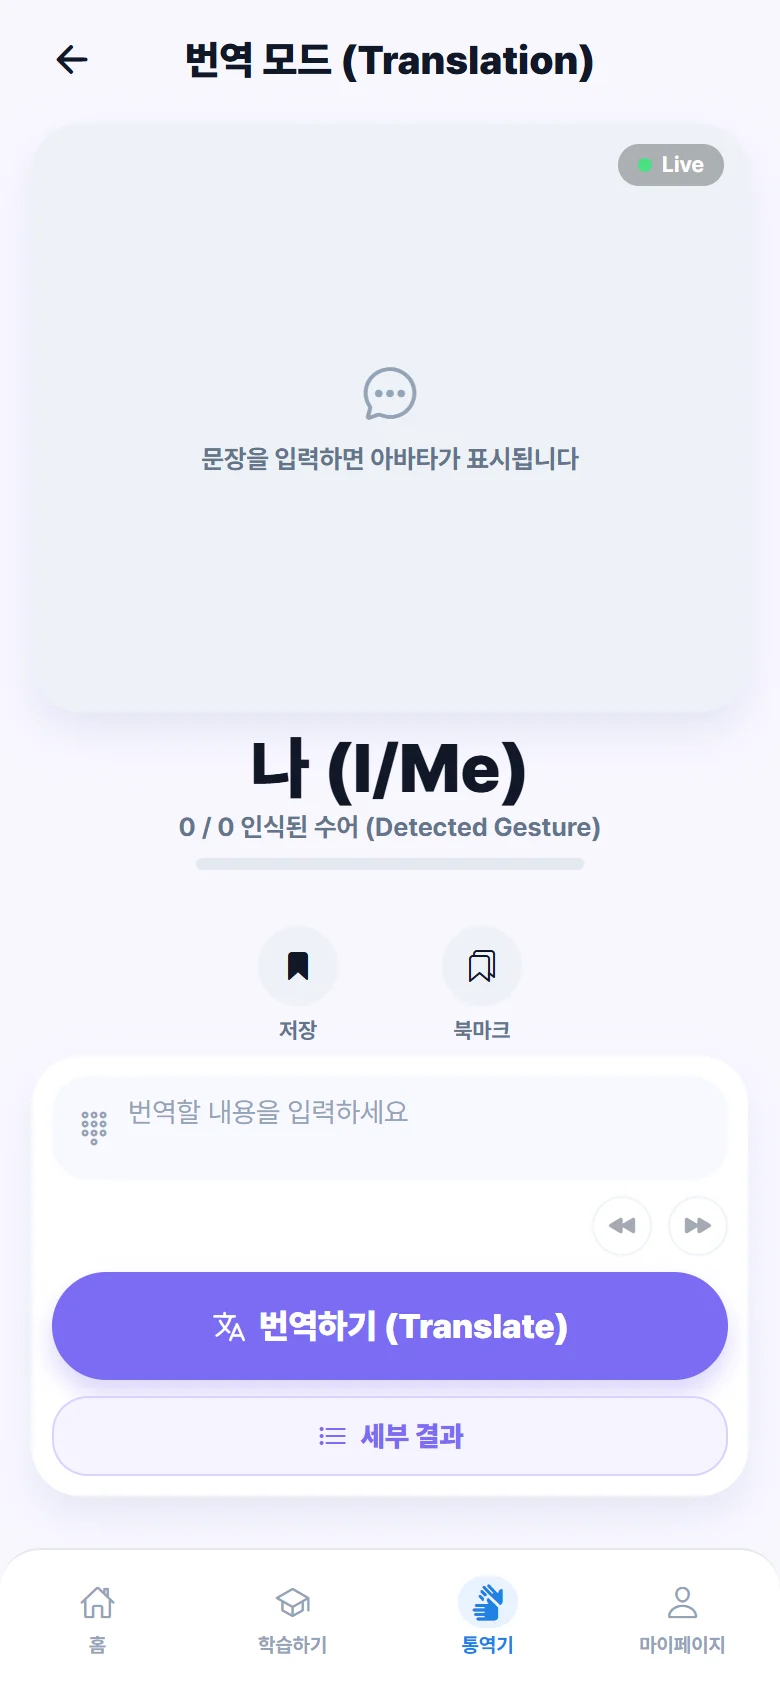 번역 모드 (Translation)
Live
문장을 입력하면 아바타가 표시됩니다
나 (I/Me)
0 / 0 인식된 수어 (Detected Gesture)
저장
북마크
번역할 내용을 입력하세요
번역하기 (Translate)
세부 결과
홈
학습하기
통역기
마이페이지